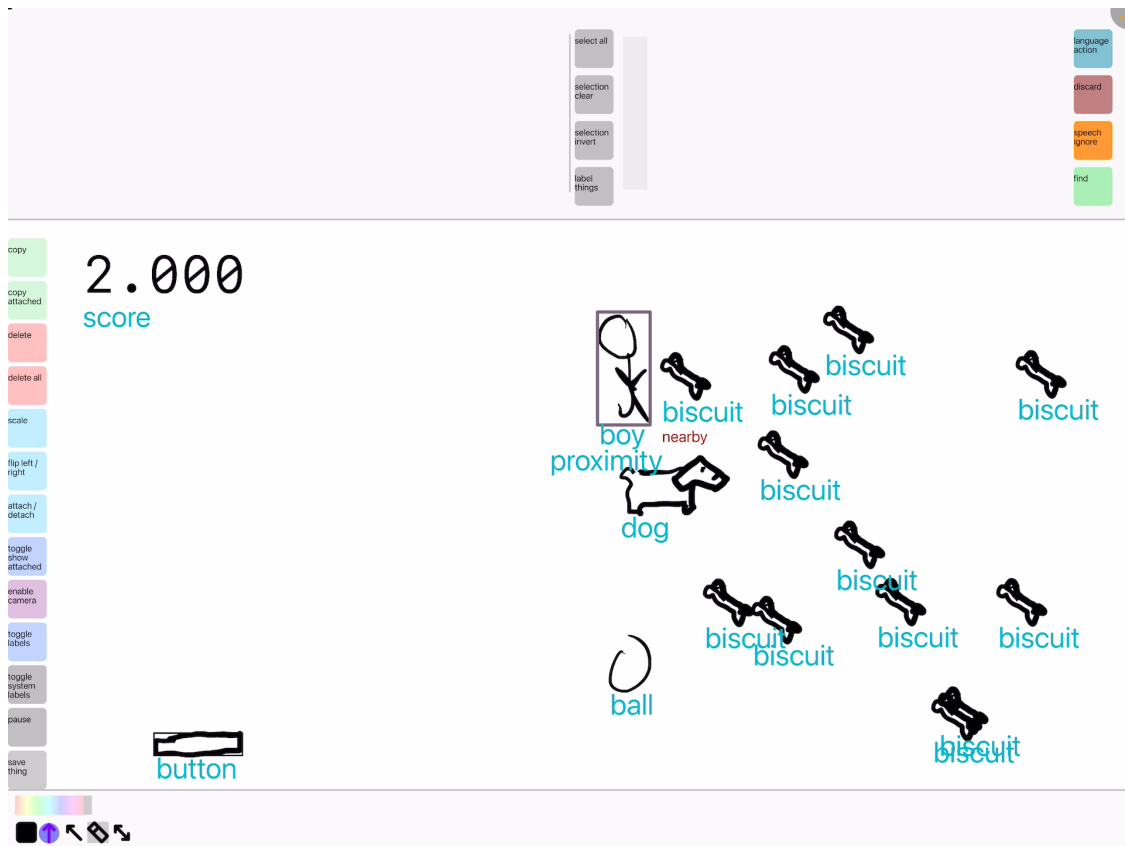 select all
selection
clear
selection
invert
label
things
language
action
discard
speech
ignore
find
copy
copy
attached
delete
delete all
scale
flip left /
right
attach /
detach
toggle
show
attached
enable
camera
toggle
labels
toggle
system
labels
pause
save
thing
2.000
score
biscuit
biscuit
biscuit
biscuit
boy
nearby
proximity
biscuit
dog
biscuit
biscuit
biscuit
biscuit
biscuit
ball
biscuit
biscuit
button